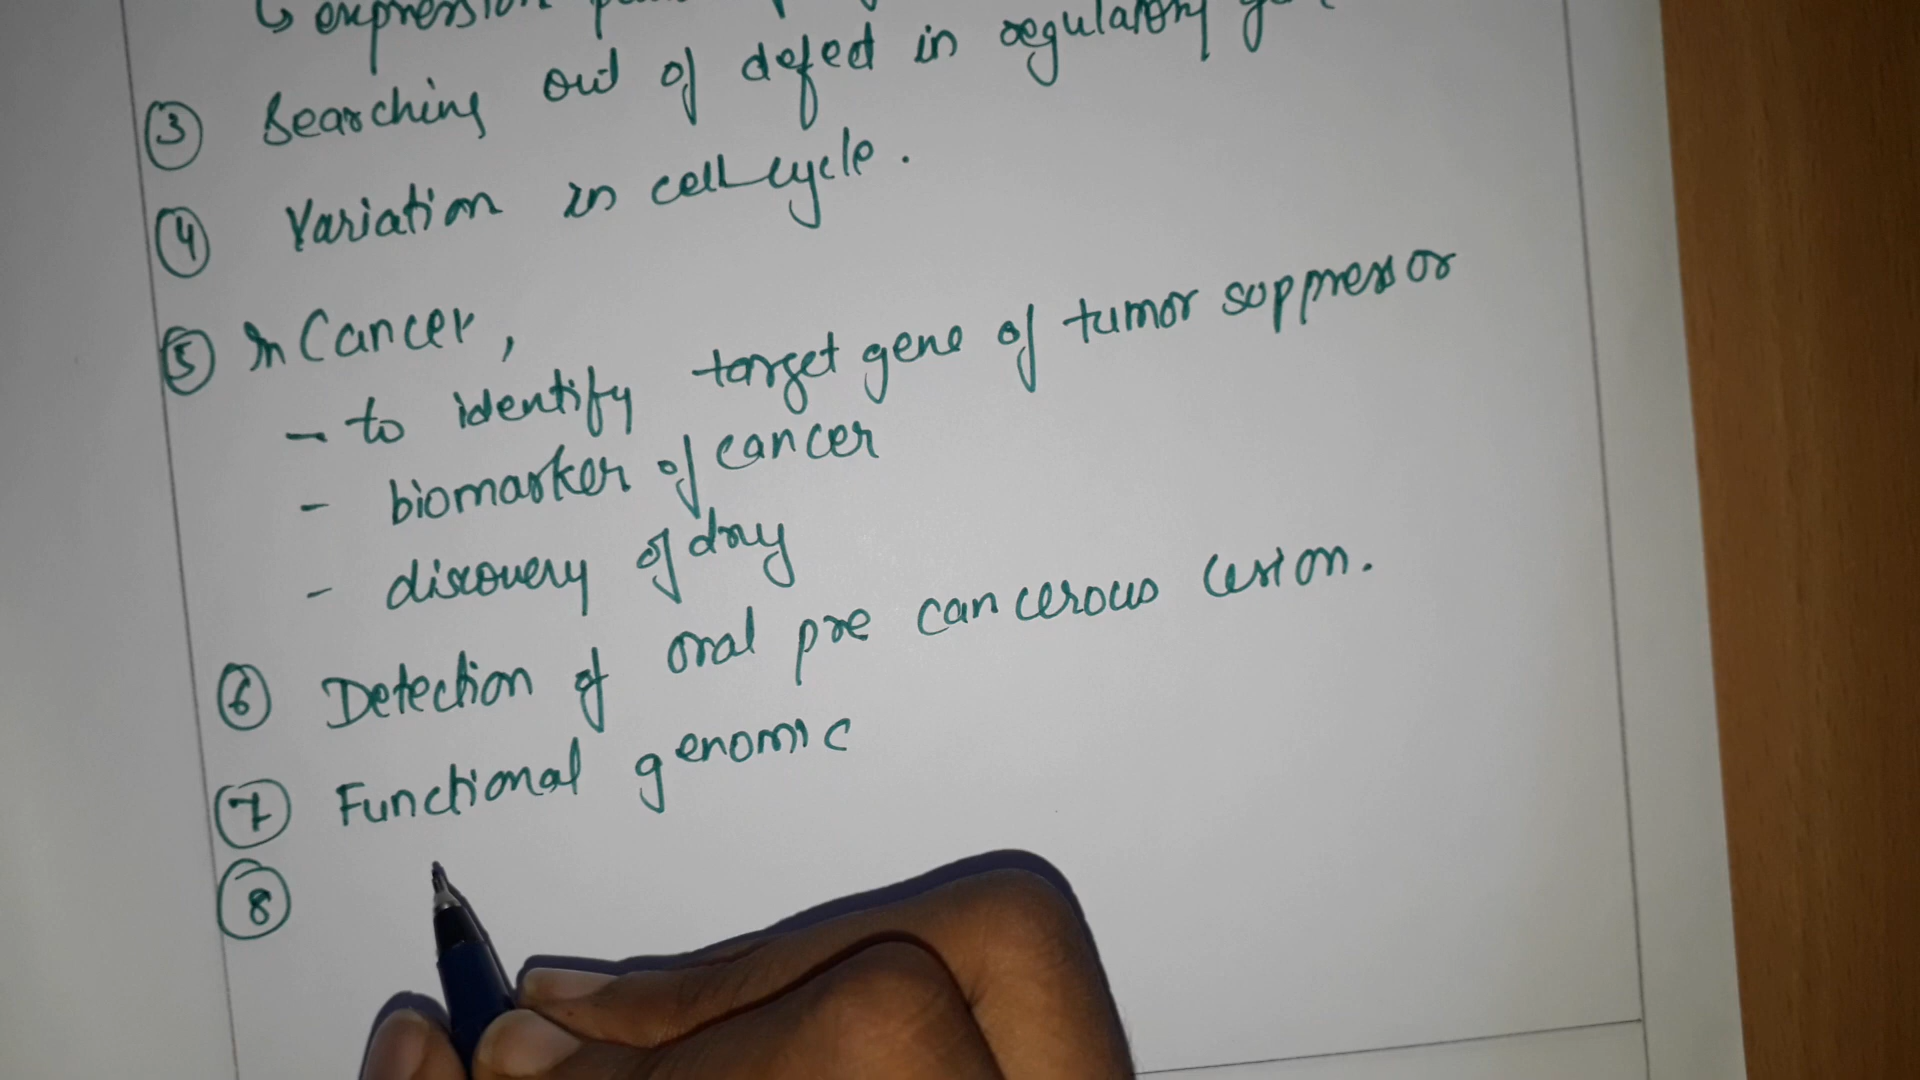 ↳ expression
③ Searching out of defect in regulatory
④ Variation in cell cycle.
⑤ In Cancer,
- to identify target gene of tumor suppressor
- biomarker of cancer
- discovery of drug
⑥ Detection of oral pre cancerous lesion.
⑦ Functional genomic
⑧